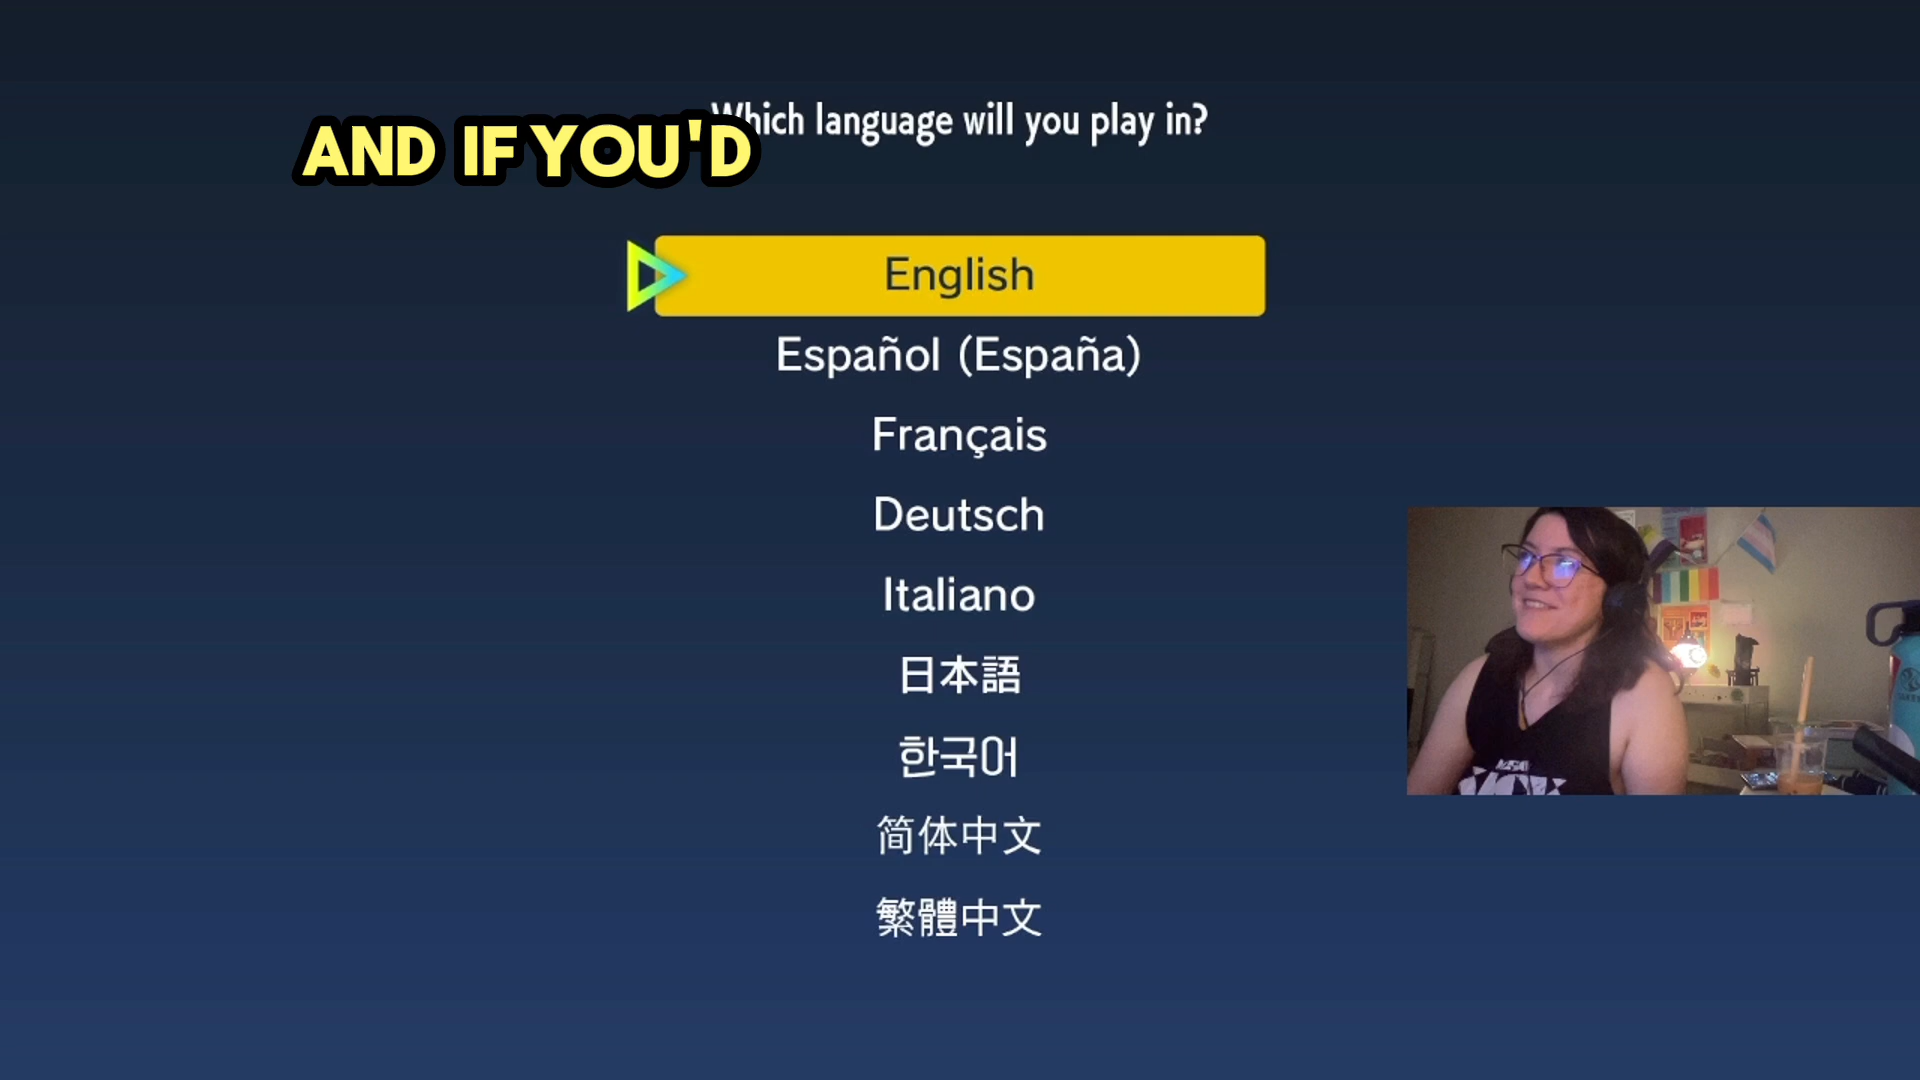 Which language will you play in?
AND IF YOU'D
English
Español (España)
Français
Deutsch
Italiano
日本語
한국어
简体中文
繁體中文